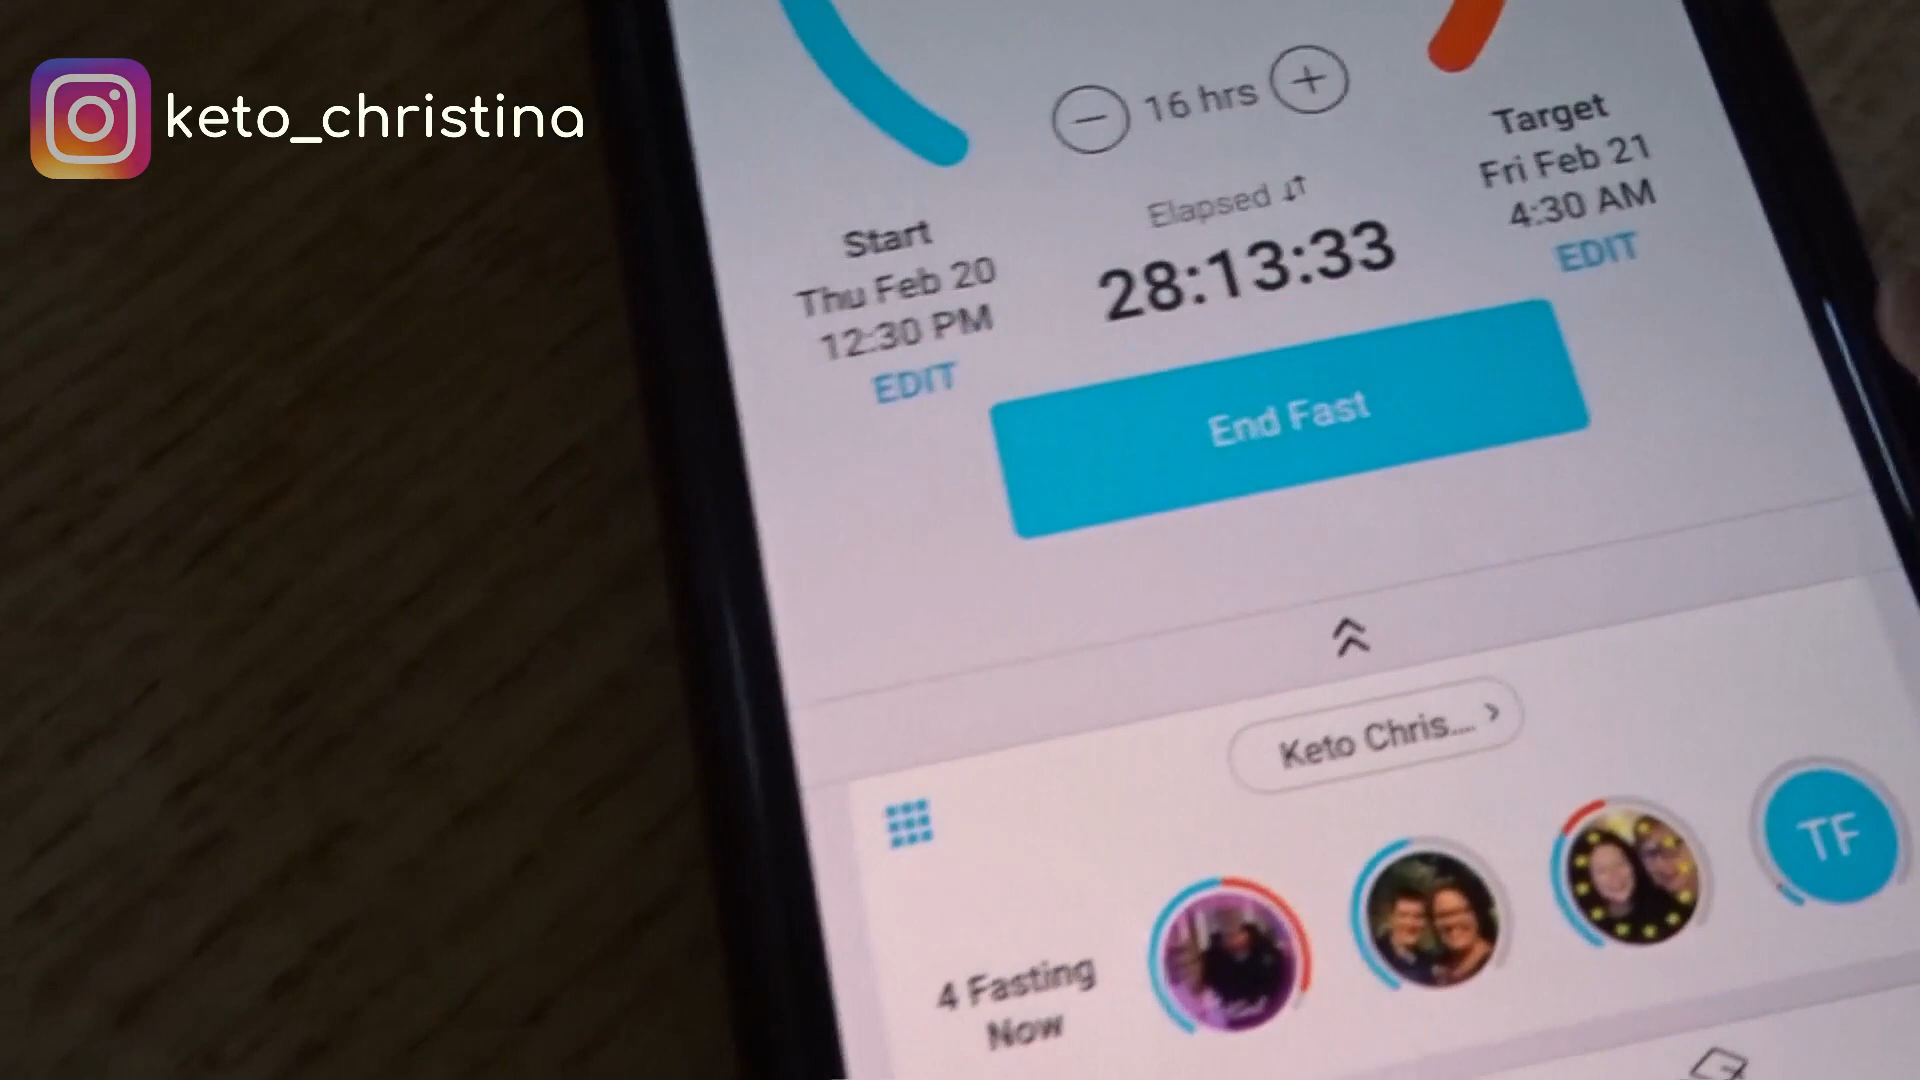 keto_christina
16 hrs
Target
Fri Feb 21
4:30 AM
EDIT
Elapsed
28:13:33
Start
Thu Feb 20
12:30 PM
EDIT
End Fast
Keto Chris....
4 Fasting
Now
TF